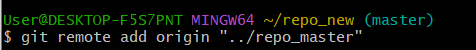 User@DESKTOP-F5S7PNT MINGW64 ~/repo_new (master)
$ git remote add origin "../repo_master"